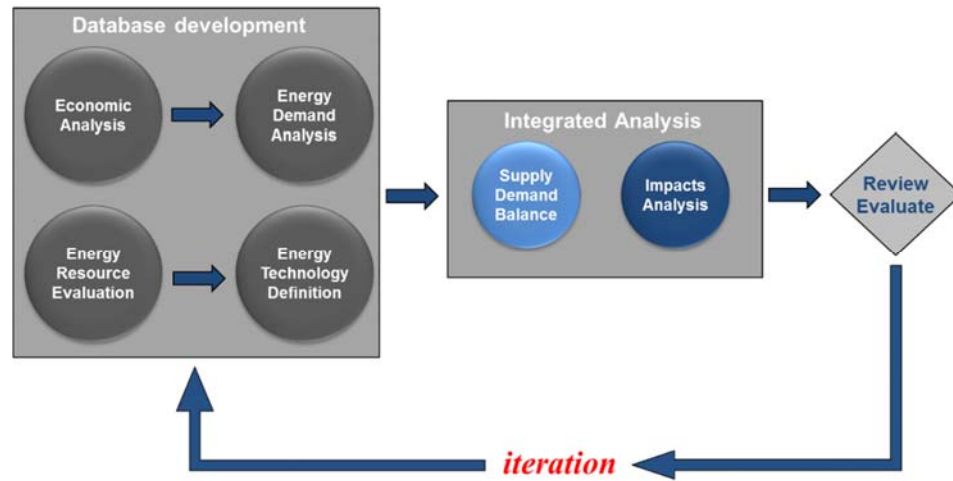 Database development
Economic
Analysis
Energy
Demand
Analysis
Energy
Resource
Evaluation
Energy
Technology
Definition
Integrated Analysis
Supply
Demand
Balance
Impacts
Analysis
Review
Evaluate
iteration